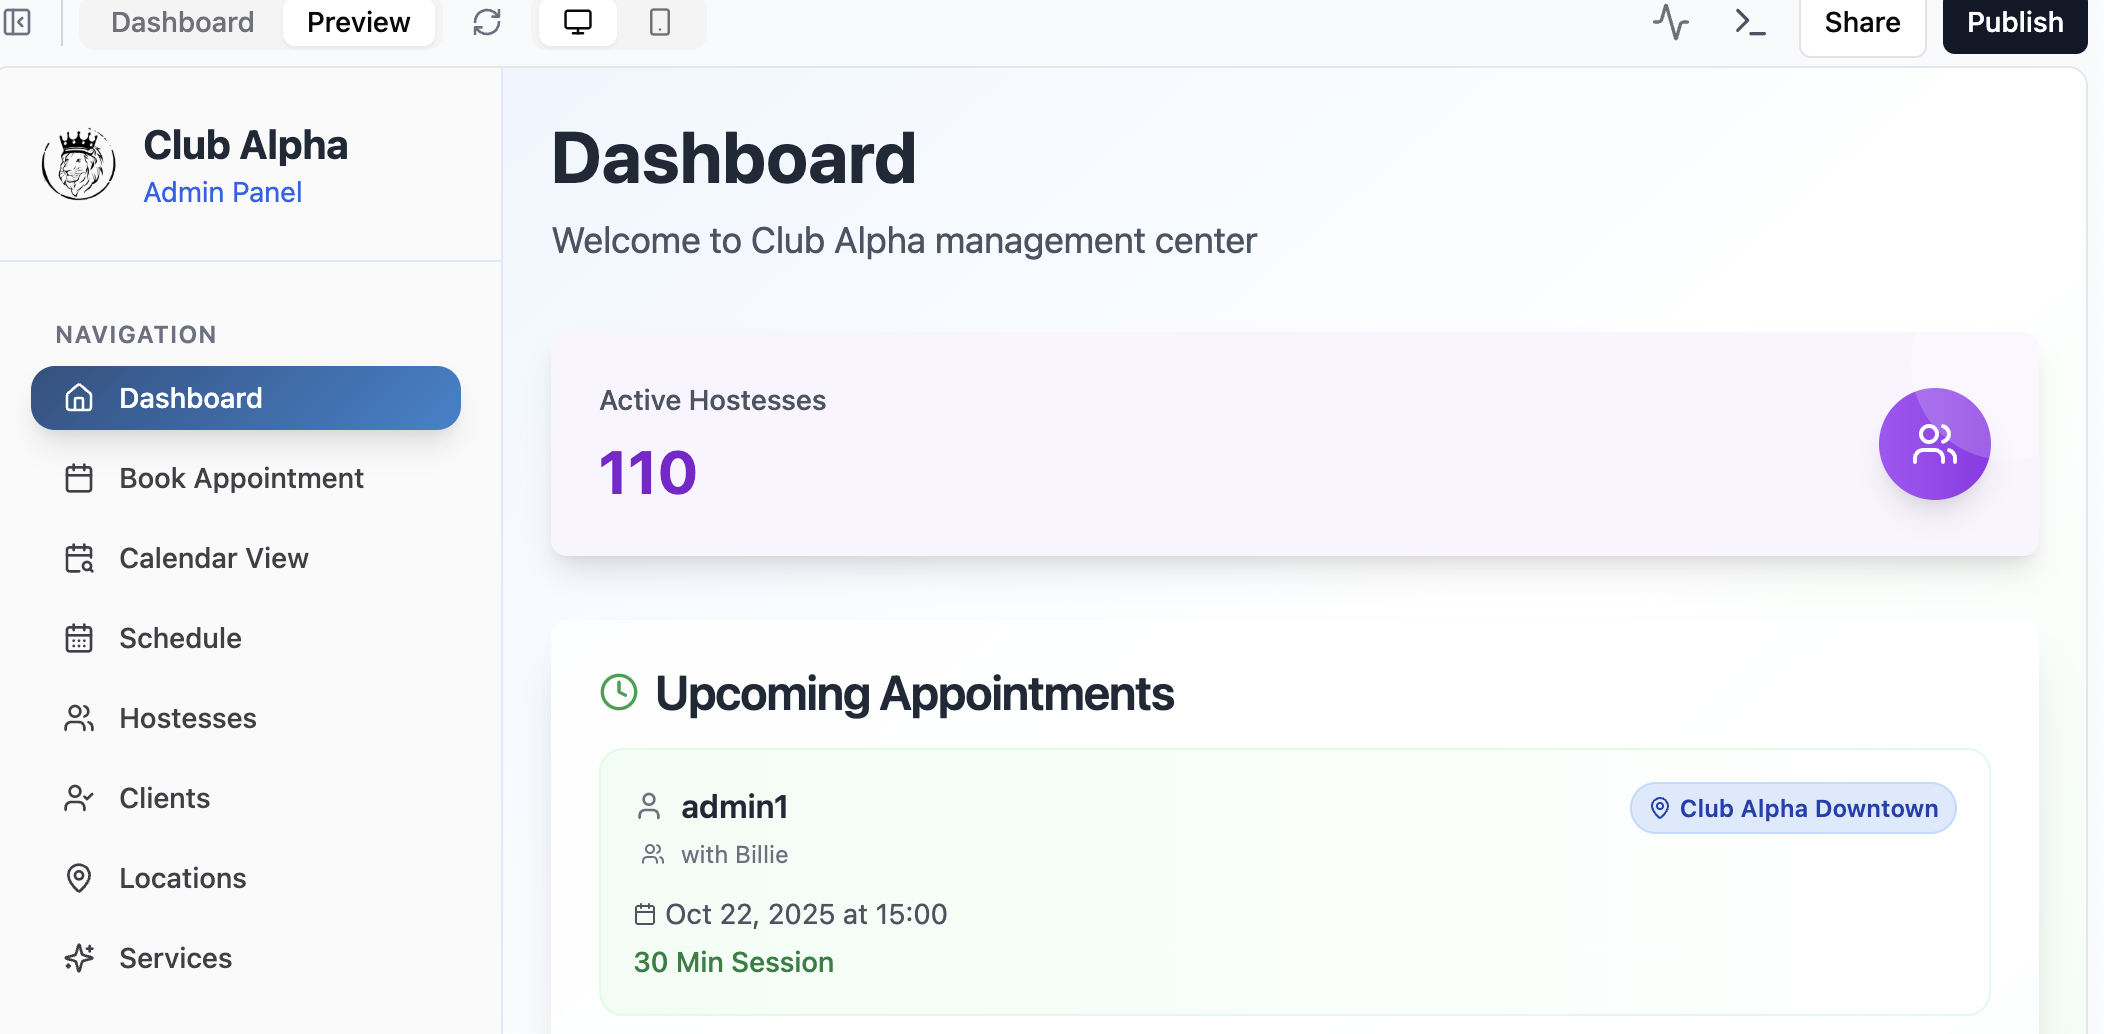 Dashboard
Preview
Share
Publish
Club Alpha
Admin Panel
NAVIGATION
Dashboard
Book Appointment
Calendar View
Schedule
Hostesses
Clients
Locations
Services
Dashboard
Welcome to Club Alpha management center
Active Hostesses
110
Upcoming Appointments
admin1
Club Alpha Downtown
with Billie
Oct 22, 2025 at 15:00
30 Min Session